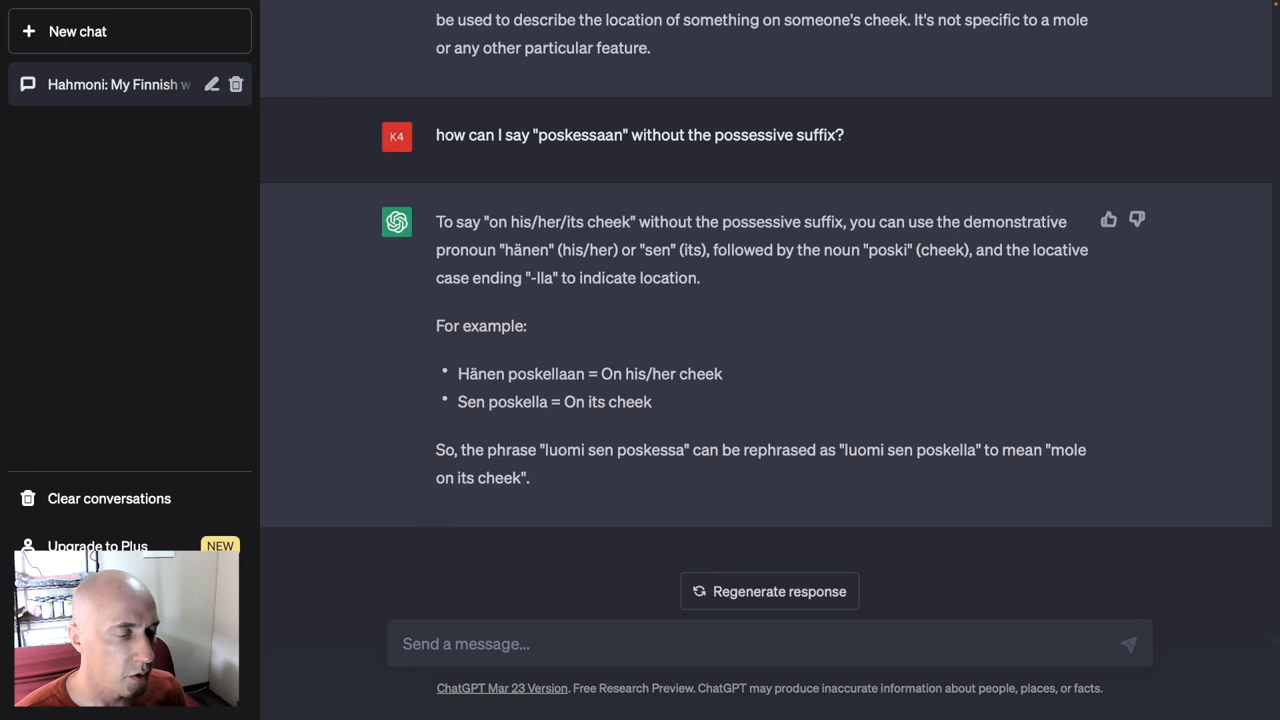 New chat
Hahmoni: My Finnish w
be used to describe the location of something on someone's cheek. It's not specific to a mole
or any other particular feature.
K4
how can I say "poskessaan" without the possessive suffix?
To say "on his/her/its cheek" without the possessive suffix, you can use the demonstrative
pronoun "hänen" (his/her) or "sen" (its), followed by the noun "poski" (cheek), and the locative
case ending "-lla" to indicate location.
For example:
• Hänen poskellaan = On his/her cheek
• Sen poskella = On its cheek
So, the phrase "luomi sen poskessa" can be rephrased as "luomi sen poskella" to mean "mole
on its cheek".
Clear conversations
Upgrade to Plus NEW
Regenerate response
Send a message...
ChatGPT Mar 23 Version. Free Research Preview. ChatGPT may produce inaccurate information about people, places, or facts.